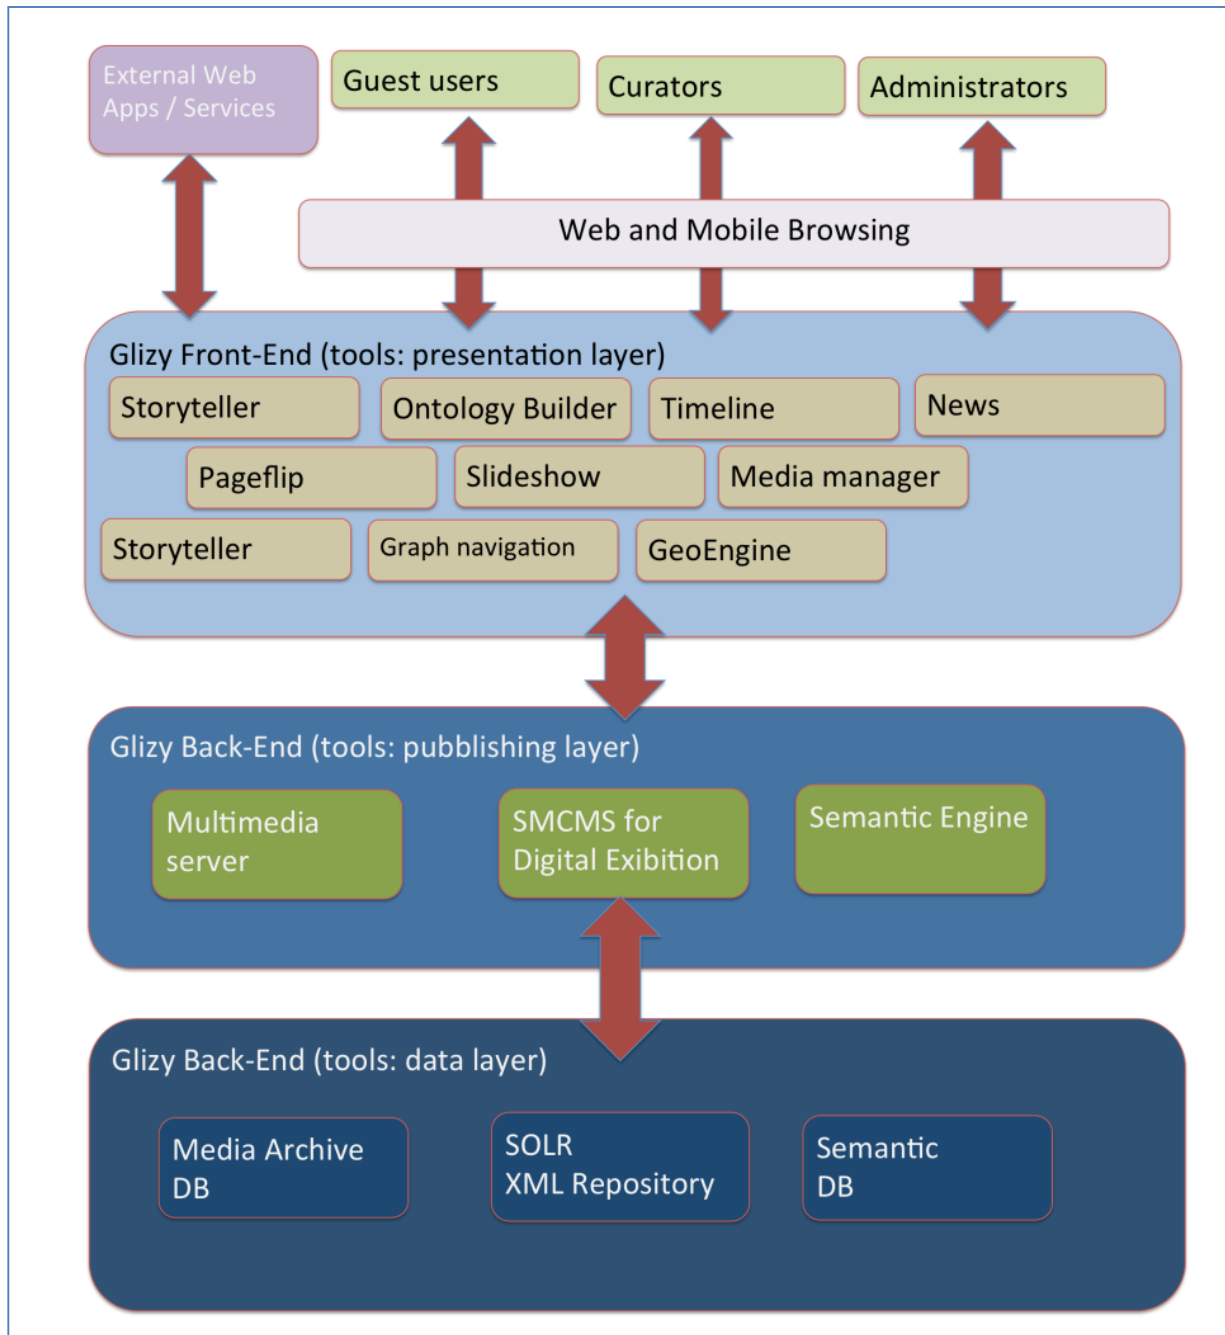 External Web
Apps / Services
Guest users
Curators
Administrators
Web and Mobile Browsing
Glizy Front-End (tools: presentation layer)
Storyteller
Ontology Builder
Timeline
News
Pageflip
Slideshow
Media manager
Storyteller
Graph navigation
GeoEngine
Glizy Back-End (tools: pubblishing layer)
Multimedia
server
SMCMS for
Digital Exibition
Semantic Engine
Glizy Back-End (tools: data layer)
Media Archive
DB
SOLR
XML Repository
Semantic
DB